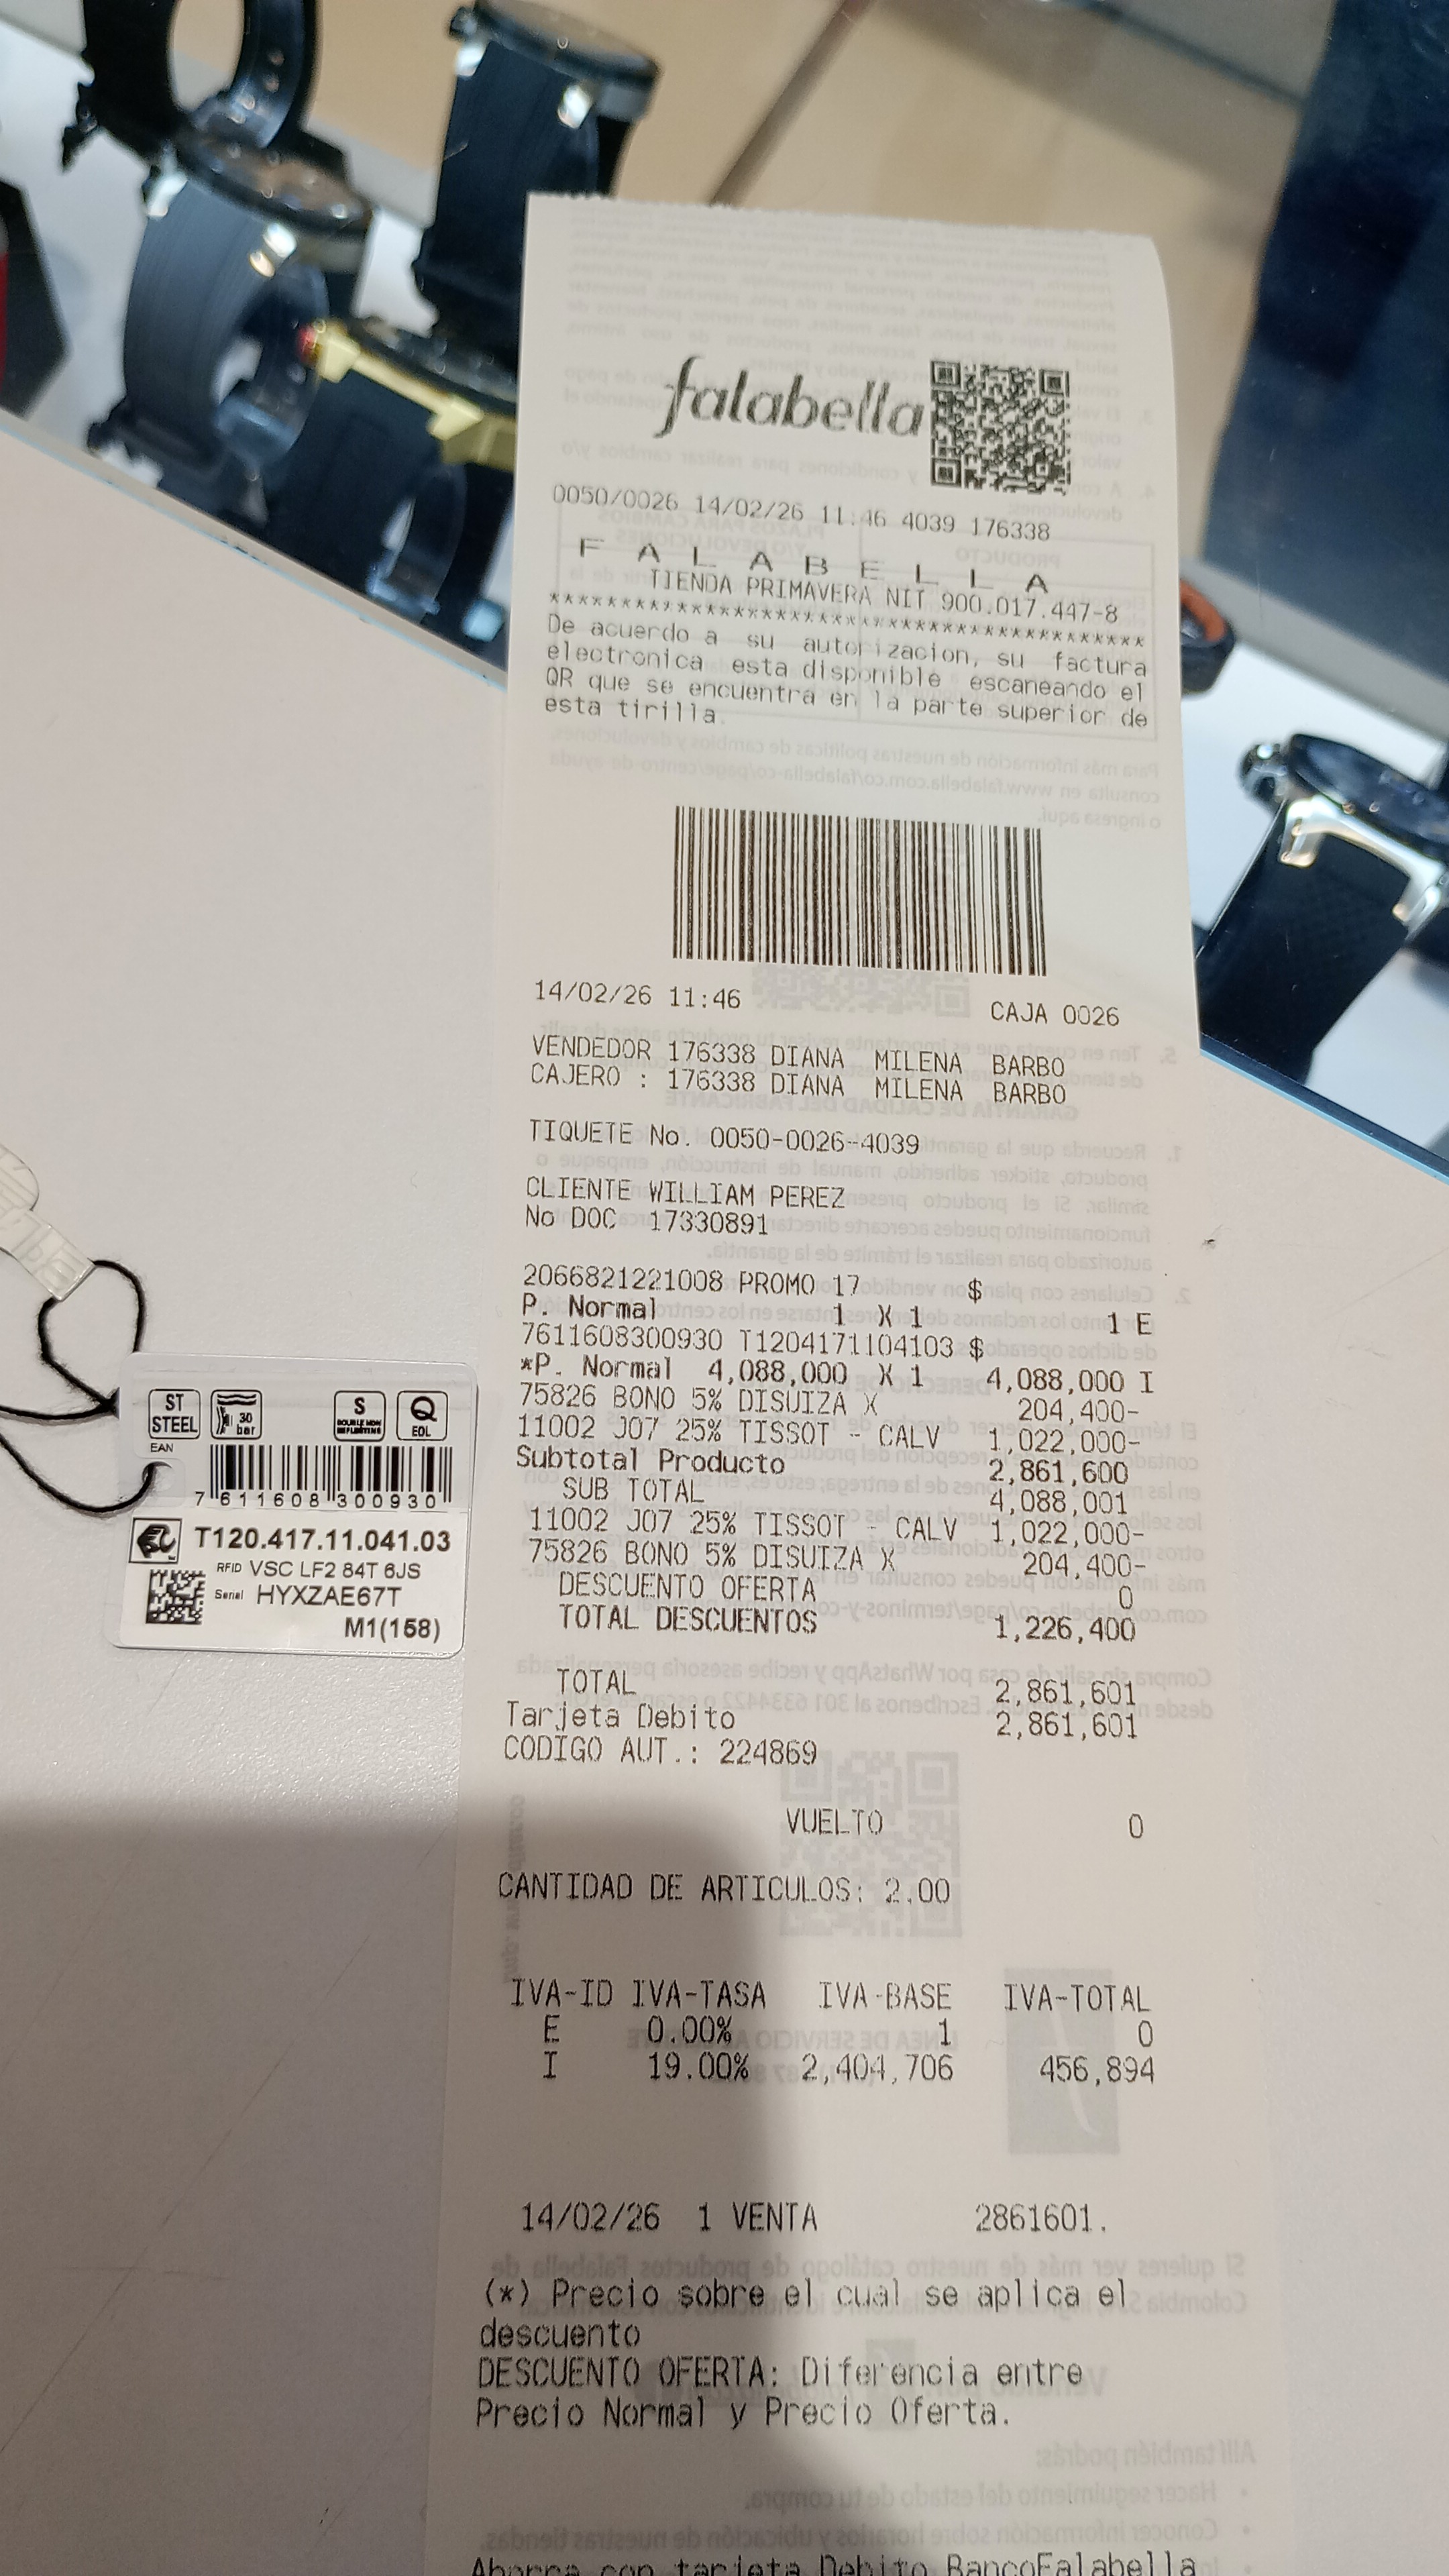 falabella
0050/0026 14/02/26 11:46 4039 176338
F A L A B E L L A
TIENDA PRIMAVERA NIT 900.017.447-8
******************************************
De acuerdo a su autorizacion, su factura
electronica esta disponible escaneando el
QR que se encuentra en la parte superior de
esta tirilla.
14/02/26 11:46 CAJA 0026
VENDEDOR 176338 DIANA MILENA BARBO
CAJERO : 176338 DIANA MILENA BARBO
TIQUETE No. 0050-0026-4039
CLIENTE WILLIAM PEREZ
No DOC 17330891
2066821221008 PROMO 17 $
P. Normal 1 X 1 1 E
7611608300930 T1204171104103 $
*P. Normal 4,088,000 X 1 4,088,000 I
75826 BONO 5% DISUIZA X 204,400-
11002 J07 25% TISSOT - CALV 1,022,000-
Subtotal Producto 2,861,600
SUB TOTAL 4,088,001
11002 J07 25% TISSOT - CALV 1,022,000-
75826 BONO 5% DISUIZA X 204,400-
DESCUENTO OFERTA 0
TOTAL DESCUENTOS 1,226,400
TOTAL 2,861,601
Tarjeta Debito 2,861,601
CODIGO AUT.: 224869
VUELTO 0
CANTIDAD DE ARTICULOS: 2.00
IVA-ID IVA-TASA IVA-BASE IVA-TOTAL
E 0.00% 1 0
I 19.00% 2,404,706 456,894
14/02/26 1 VENTA 2861601.
(*) Precio sobre el cual se aplica el
descuento
DESCUENTO OFERTA: Diferencia entre
Precio Normal y Precio Oferta.
Ahorra con tarjeta Debito BancoFalabella
ST STEEL
30 bar
S DOUBLE NON REFLECTING
Q EOL
EAN
7 611608 300930
T120.417.11.041.03
RFID VSC LF2 84T 6JS
Serial HYXZAE67T
M1(158)